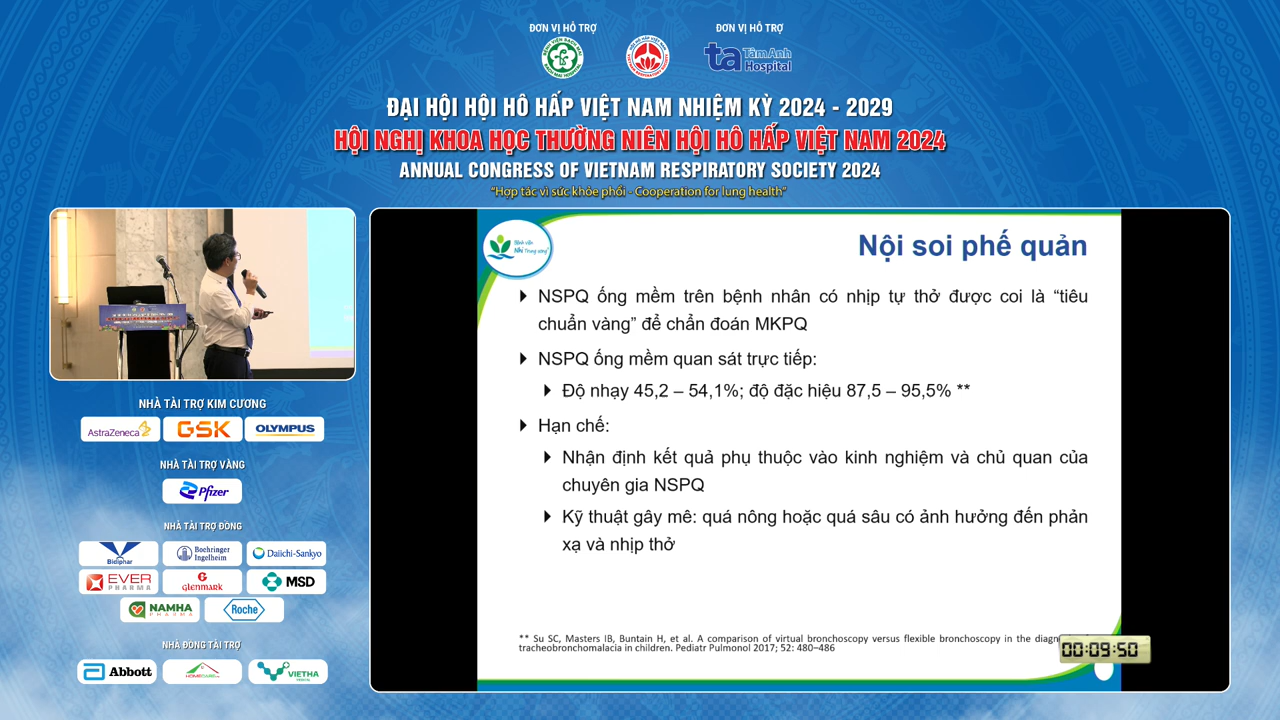 ĐƠN VỊ HỖ TRỢ
ĐƠN VỊ HỖ TRỢ
ta TâmAnh Hospital
ĐẠI HỘI HỘI HÔ HẤP VIỆT NAM NHIỆM KỲ 2024 - 2029
HỘI NGHỊ KHOA HỌC THƯỜNG NIÊN HỘI HÔ HẤP VIỆT NAM 2024
ANNUAL CONGRESS OF VIETNAM RESPIRATORY SOCIETY 2024
“Hợp tác vì sức khỏe phổi - Cooperation for lung health”
NHÀ TÀI TRỢ KIM CƯƠNG
AstraZeneca GSK OLYMPUS
NHÀ TÀI TRỢ VÀNG
Pfizer
NHÀ TÀI TRỢ ĐỒNG
Bidiphar Boehringer Ingelheim Daiichi-Sankyo
EVER PHARMA GLENMARK MSD
NAMHA PHARMA Roche
NHÀ ĐỒNG TÀI TRỢ
Abbott VIETHA
Bệnh viện
Nhi Trung ương
Nội soi phế quản
NSPQ ống mềm trên bệnh nhân có nhịp tự thở được coi là “tiêu
chuẩn vàng” để chẩn đoán MKPQ
NSPQ ống mềm quan sát trực tiếp:
Độ nhạy 45,2 – 54,1%; độ đặc hiệu 87,5 – 95,5% **
Hạn chế:
Nhận định kết quả phụ thuộc vào kinh nghiệm và chủ quan của
chuyên gia NSPQ
Kỹ thuật gây mê: quá nông hoặc quá sâu có ảnh hưởng đến phản
xạ và nhịp thở
** Su SC, Masters IB, Buntain H, et al. A comparison of virtual bronchoscopy versus flexible bronchoscopy in the
tracheobronchomalacia in children. Pediatr Pulmonol 2017; 52: 480–486
00:09:50